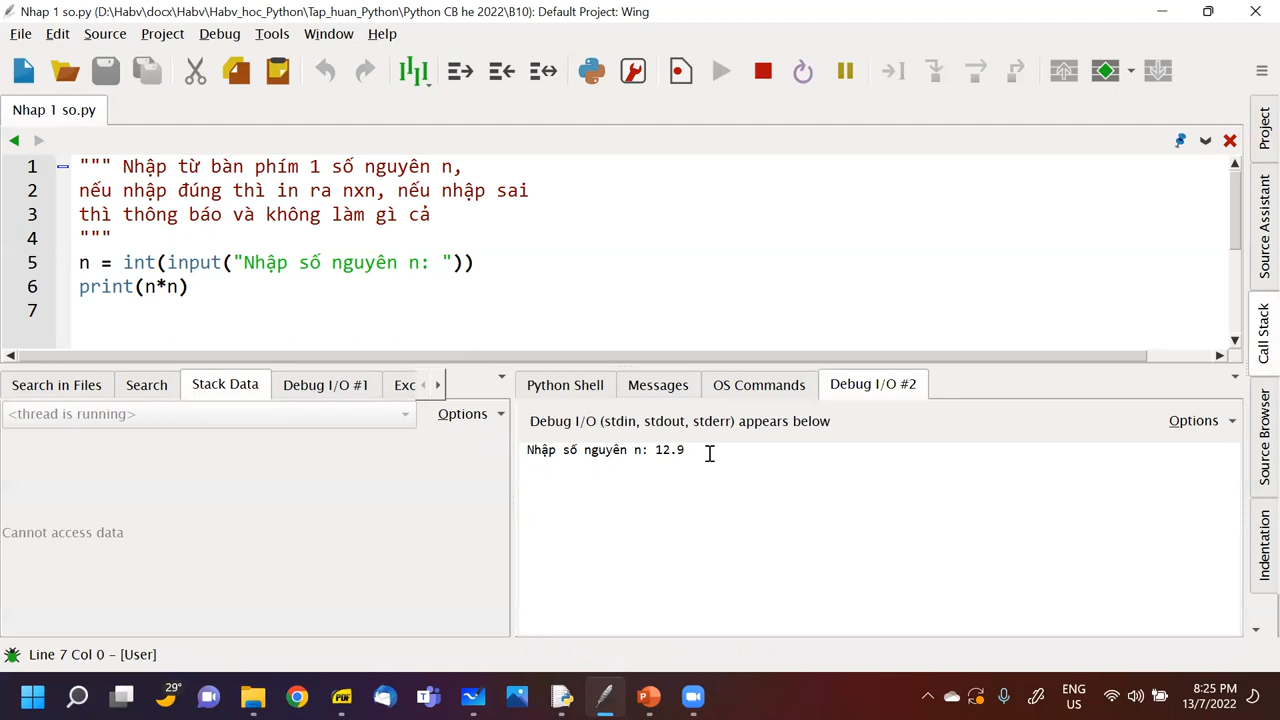 Nhap 1 so.py (D:\Habv\docx\Habv\Habv_hoc_Python\Tap_huan_Python\Python CB he 2022\B10): Default Project: Wing
File Edit Source Project Debug Tools Window Help
Nhap 1 so.py
1 """ Nhập từ bàn phím 1 số nguyên n,
2 nếu nhập đúng thì in ra nxn, nếu nhập sai
3 thì thông báo và không làm gì cả
4 """
5 n = int(input("Nhập số nguyên n: "))
6 print(n*n)
7
Project
Source Assistant
Call Stack
Source Browser
Indentation
Search in Files Search Stack Data Debug I/O #1 Exc
<thread is running> Options
Cannot access data
Python Shell Messages OS Commands Debug I/O #2
Debug I/O (stdin, stdout, stderr) appears below Options
Nhập số nguyên n: 12.9
Line 7 Col 0 – [User]
29°
PDF
ENG
US
8:25 PM
13/7/2022